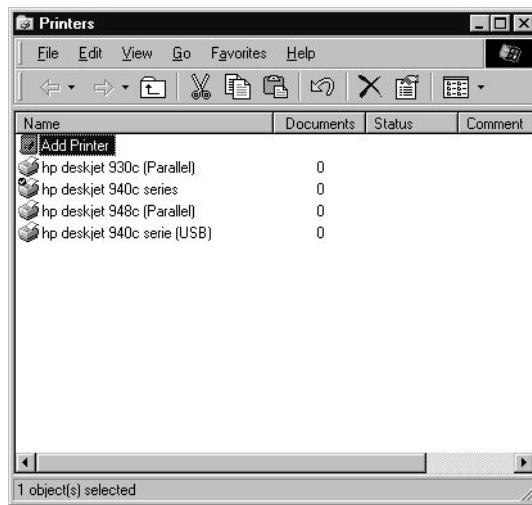 Printers
File Edit View Go Favorites Help
Name Documents Status Comment
Add Printer
hp deskjet 930c (Parallel) 0
hp deskjet 940c series 0
hp deskjet 948c (Parallel) 0
hp deskjet 940c serie (USB) 0
1 object(s) selected